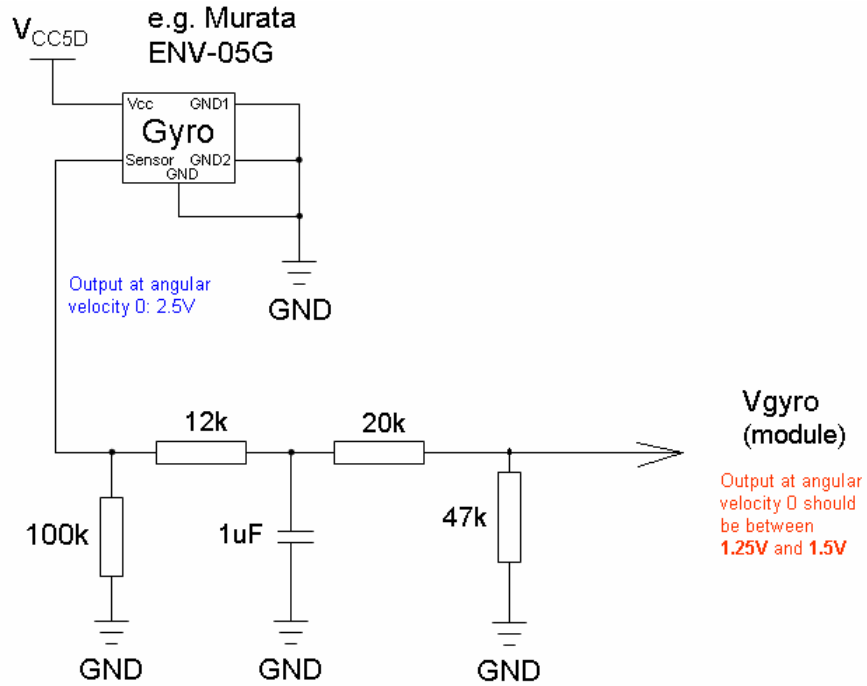 V_CC5D
e.g. Murata
ENV-05G
Vcc GND1
Gyro
Sensor GND2
GND
Output at angular
velocity 0: 2.5V
GND
12k
20k
Vgyro
(module)
Output at angular
velocity 0 should
be between
1.25V and 1.5V
100k
1uF
47k
GND
GND
GND